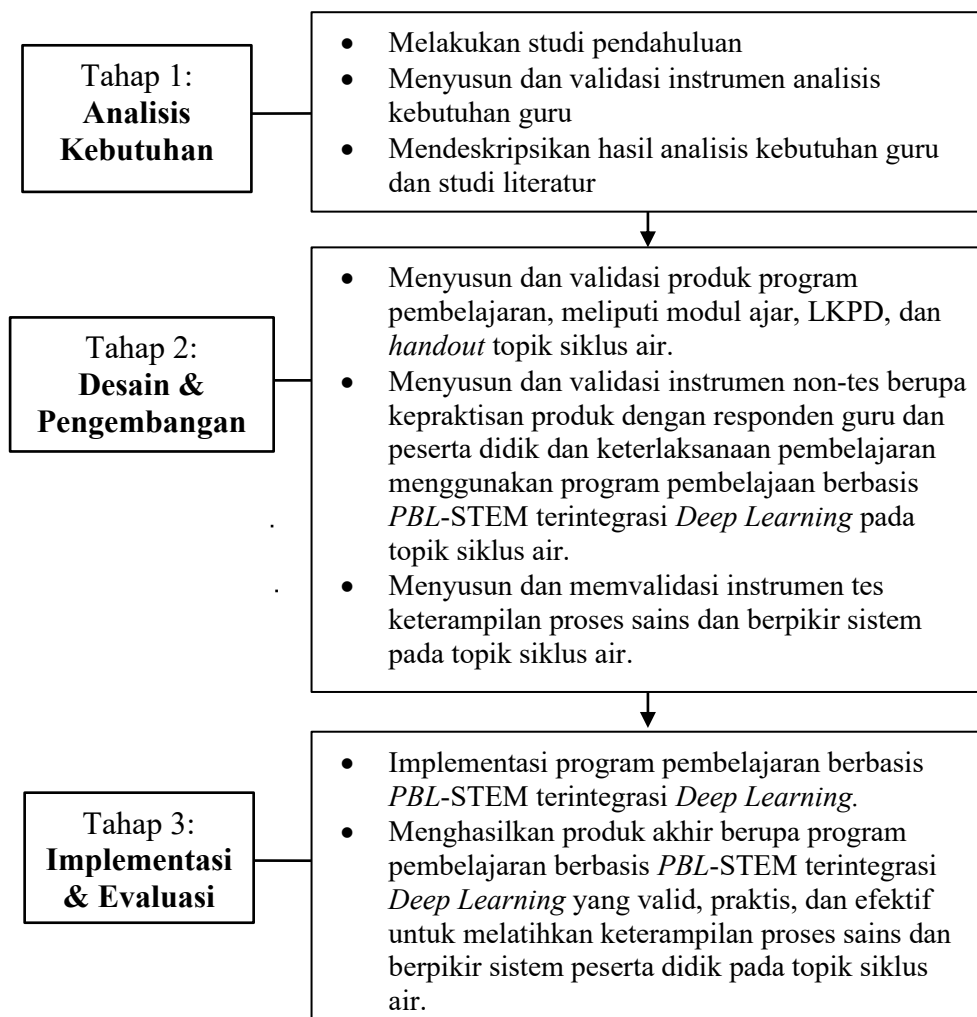 Tahap 1:
Analisis
Kebutuhan
• Melakukan studi pendahuluan
• Menyusun dan validasi instrumen analisis
kebutuhan guru
• Mendeskripsikan hasil analisis kebutuhan guru
dan studi literatur
Tahap 2:
Desain &
Pengembangan
• Menyusun dan validasi produk program
pembelajaran, meliputi modul ajar, LKPD, dan
handout topik siklus air.
• Menyusun dan validasi instrumen non-tes berupa
kepraktisan produk dengan responden guru dan
peserta didik dan keterlaksanaan pembelajaran
menggunakan program pembelajaan berbasis
PBL-STEM terintegrasi Deep Learning pada
topik siklus air.
• Menyusun dan memvalidasi instrumen tes
keterampilan proses sains dan berpikir sistem
pada topik siklus air.
Tahap 3:
Implementasi
& Evaluasi
• Implementasi program pembelajaran berbasis
PBL-STEM terintegrasi Deep Learning.
• Menghasilkan produk akhir berupa program
pembelajaran berbasis PBL-STEM terintegrasi
Deep Learning yang valid, praktis, dan efektif
untuk melatihkan keterampilan proses sains dan
berpikir sistem peserta didik pada topik siklus
air.